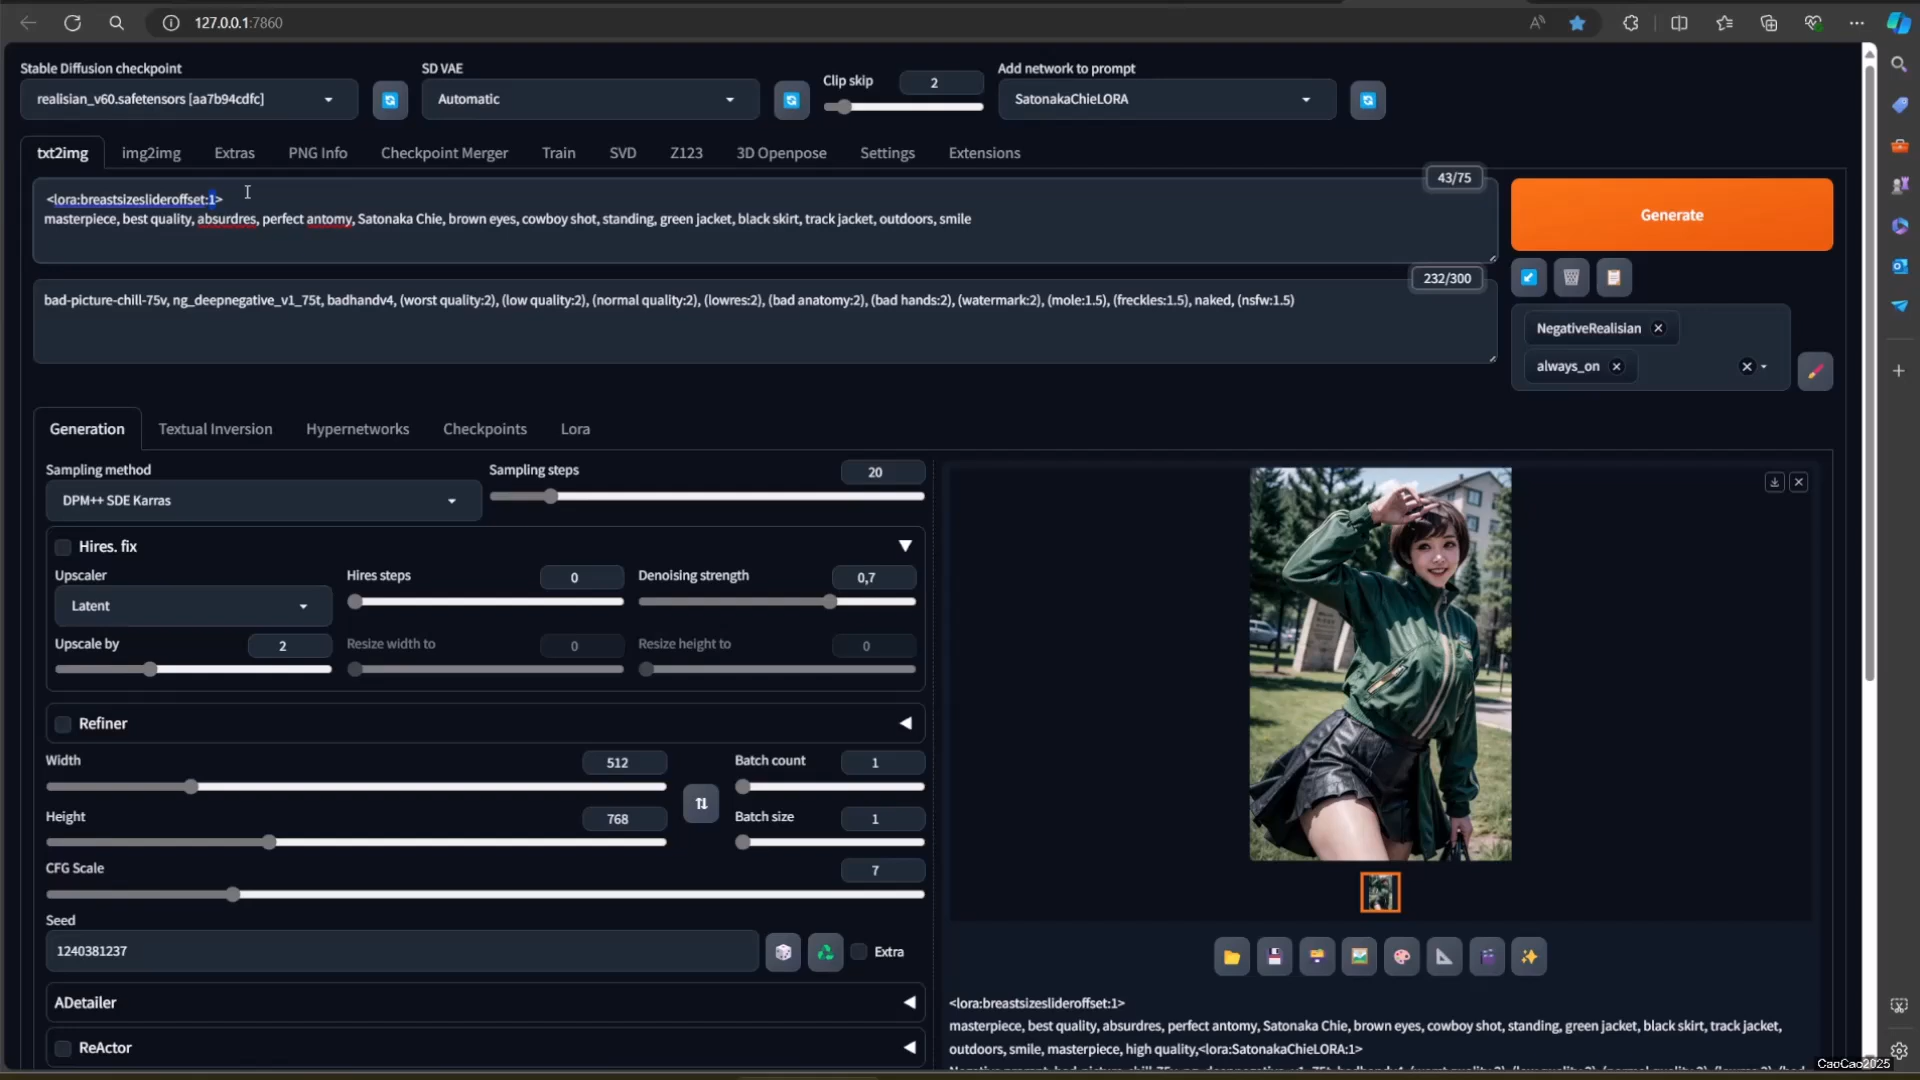 127.0.0.1:7860
Stable Diffusion checkpoint
SD VAE
Clip skip
2
Add network to prompt
realisian_v60.safetensors [aa7b94cdfc]
Automatic
SatonakaChieLORA
txt2img
img2img
Extras
PNG Info
Checkpoint Merger
Train
SVD
Z123
3D Openpose
Settings
Extensions
43/75
<lora:breastsizeslideroffset:1>
masterpiece, best quality, absurdres, perfect antomy, Satonaka Chie, brown eyes, cowboy shot, standing, green jacket, black skirt, track jacket, outdoors, smile
Generate
232/300
bad-picture-chill-75v, ng_deepnegative_v1_75t, badhandv4, (worst quality:2), (low quality:2), (normal quality:2), (lowres:2), (bad anatomy:2), (bad hands:2), (watermark:2), (mole:1.5), (freckles:1.5), naked, (nsfw:1.5)
NegativeRealisian
always_on
Generation
Textual Inversion
Hypernetworks
Checkpoints
Lora
Sampling method
Sampling steps
20
DPM++ SDE Karras
Hires. fix
Upscaler
Hires steps
0
Denoising strength
0,7
Latent
Upscale by
2
Resize width to
0
Resize height to
0
Refiner
Width
512
Batch count
1
Height
768
Batch size
1
CFG Scale
7
Seed
1240381237
Extra
ADetailer
ReActor
<lora:breastsizeslideroffset:1>
masterpiece, best quality, absurdres, perfect antomy, Satonaka Chie, brown eyes, cowboy shot, standing, green jacket, black skirt, track jacket,
outdoors, smile, masterpiece, high quality,<lora:SatonakaChieLORA:1>
CaoCao2025